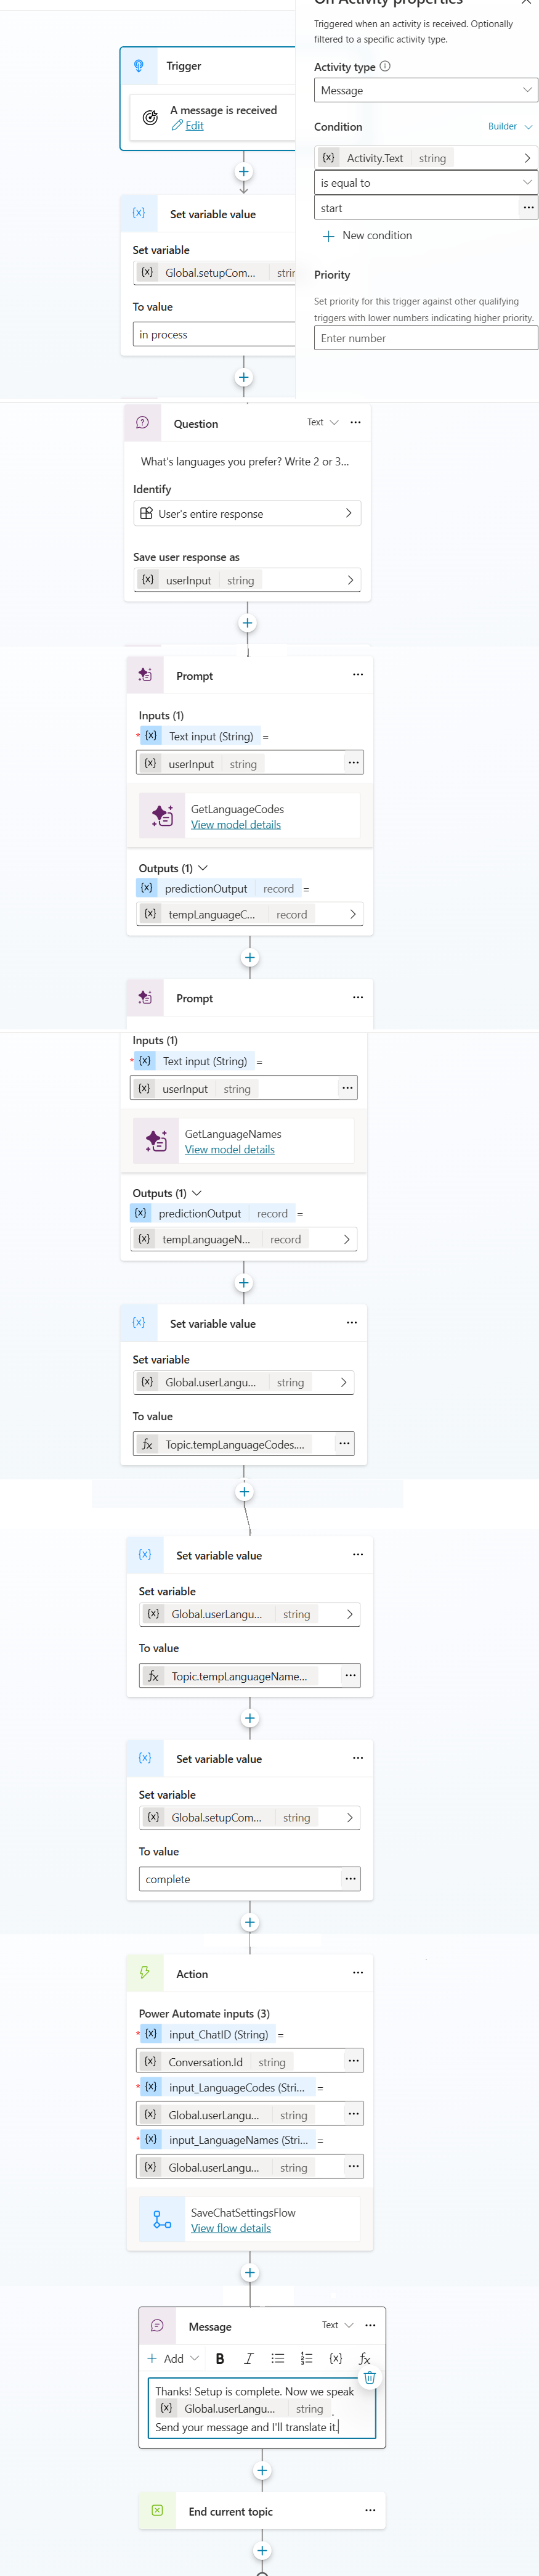 On Activity properties
Triggered when an activity is received. Optionally
filtered to a specific activity type.
Activity type
Message
Condition
Builder
{x} Activity.Text string
is equal to
start
...
New condition
Priority
Set priority for this trigger against other qualifying
triggers with lower numbers indicating higher priority.
Enter number
Trigger
A message is received
Edit
{x} Set variable value
Set variable
{x} Global.setupCom... strin
To value
in process
Question Text ...
What's languages you prefer? Write 2 or 3...
Identify
User's entire response
Save user response as
{x} userInput string
Prompt ...
Inputs (1)
* {x} Text input (String) =
{x} userInput string ...
GetLanguageCodes
View model details
Outputs (1)
{x} predictionOutput record =
{x} tempLanguageC... record
Prompt ...
Inputs (1)
* {x} Text input (String) =
{x} userInput string ...
GetLanguageNames
View model details
Outputs (1)
{x} predictionOutput record =
{x} tempLanguageN... record
{x} Set variable value ...
Set variable
{x} Global.userLangu... string
To value
fx Topic.tempLanguageCodes.... ...
{x} Set variable value ...
Set variable
{x} Global.userLangu... string
To value
fx Topic.tempLanguageName... ...
{x} Set variable value ...
Set variable
{x} Global.setupCom... string
To value
complete ...
Action ...
Power Automate inputs (3)
* {x} input_ChatID (String) =
{x} Conversation.Id string ...
* {x} input_LanguageCodes (Stri... =
{x} Global.userLangu... string ...
* {x} input_LanguageNames (Stri... =
{x} Global.userLangu... string ...
SaveChatSettingsFlow
View flow details
Message Text ...
+ Add B I {x} fx
Thanks! Setup is complete. Now we speak
{x} Global.userLangu... string .
Send your message and I'll translate it.
End current topic ...